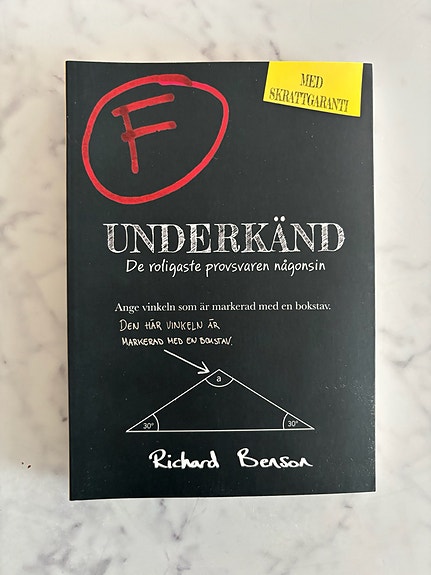 F
MED
SKRATTGARANTI
UNDERKÄND
De roligaste provsvaren någonsin
Ange vinkeln som är markerad med en bokstav.
DEN HÄR VINKELN ÄR
MARKERAD MED EN BOKSTAV.
a
30° 30°
Richard Benson